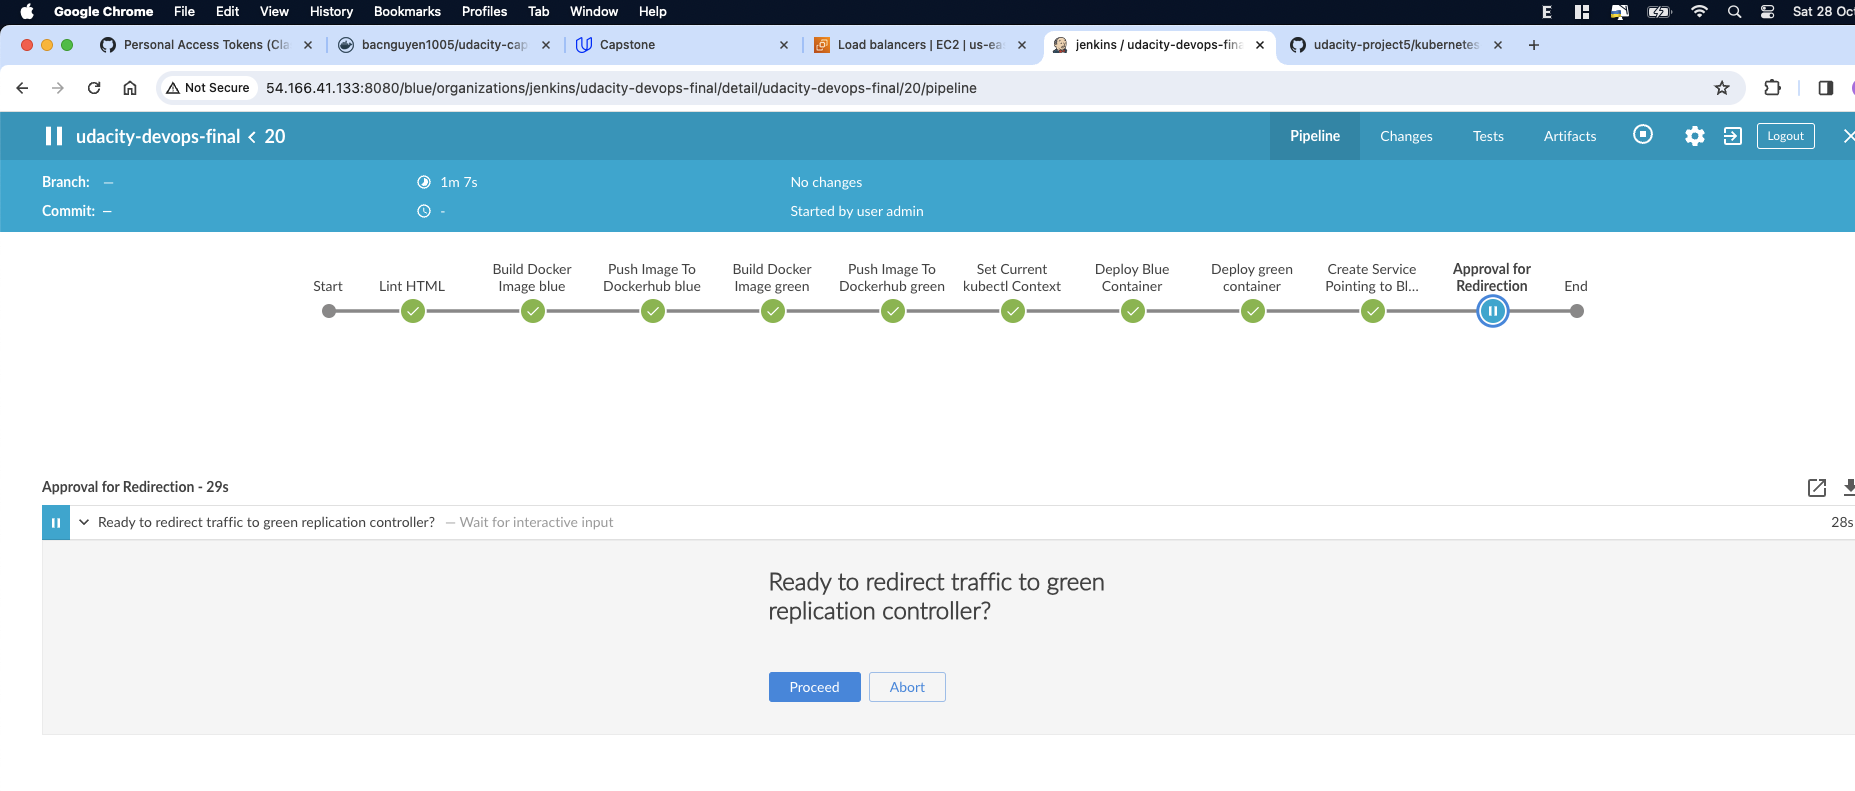 Google Chrome File Edit View History Bookmarks Profiles Tab Window Help Sat 28 Oct
Personal Access Tokens (Cla bacnguyen1005/udacity-cap Capstone Load balancers | EC2 | us-ea jenkins / udacity-devops-fina udacity-project5/kubernetes
Not Secure 54.166.41.133:8080/blue/organizations/jenkins/udacity-devops-final/detail/udacity-devops-final/20/pipeline
udacity-devops-final < 20 Pipeline Changes Tests Artifacts Logout
Branch: — 1m 7s No changes
Commit: — - Started by user admin
Start
Lint HTML
Build Docker
Image blue
Push Image To
Dockerhub blue
Build Docker
Image green
Push Image To
Dockerhub green
Set Current
kubectl Context
Deploy Blue
Container
Deploy green
container
Create Service
Pointing to Bl...
Approval for
Redirection
End
Approval for Redirection - 29s
Ready to redirect traffic to green replication controller? — Wait for interactive input 28s
Ready to redirect traffic to green
replication controller?
Proceed Abort